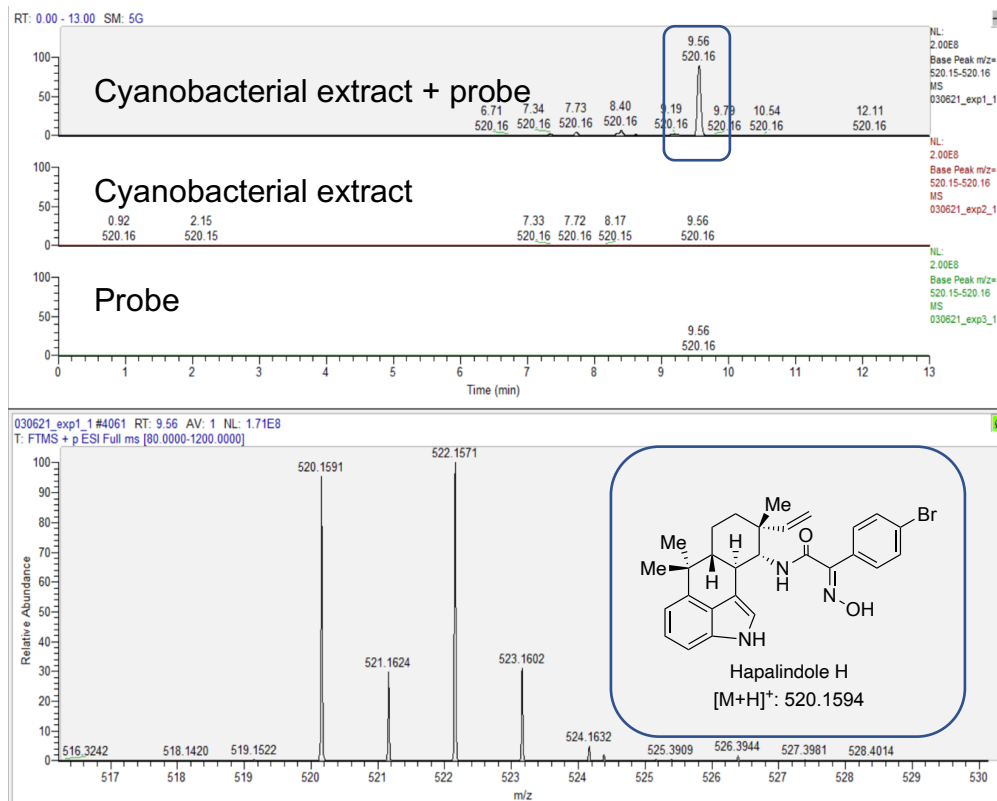 RT: 0.00 - 13.00 SM: 5G
NL:
2.00E8
Base Peak m/z=
520.15-520.16
MS
030621_exp1_1
100
50
0
Cyanobacterial extract + probe
6.71
520.16
7.34
520.16
7.73
520.16
8.40
520.16
9.19
520.16
9.56
520.16
9.79
520.16
10.54
520.16
12.11
520.16
NL:
2.00E8
Base Peak m/z=
520.15-520.16
MS
030621_exp2_1
100
50
0
Cyanobacterial extract
0.92
520.16
2.15
520.15
7.33
520.16
7.72
520.16
8.17
520.15
9.56
520.16
NL:
2.00E8
Base Peak m/z=
520.15-520.16
MS
030621_exp3_1
100
50
0
Probe
9.56
520.16
0 1 2 3 4 5 6 7 8 9 10 11 12 13
Time (min)
030621_exp1_1 #4061 RT: 9.56 AV: 1 NL: 1.71E8
T: FTMS + p ESI Full ms [80.0000-1200.0000]
100
90
80
70
60
50
40
30
20
10
0
Relative Abundance
516.3242
518.1420
519.1522
520.1591
521.1624
522.1571
523.1602
524.1632
525.3909
526.3944
527.3981
528.4014
517 518 519 520 521 522 523 524 525 526 527 528 529 530
m/z
Me
Br
Me
H
O
Me
H
N
H
N
OH
NH
Hapalindole H
[M+H]+: 520.1594